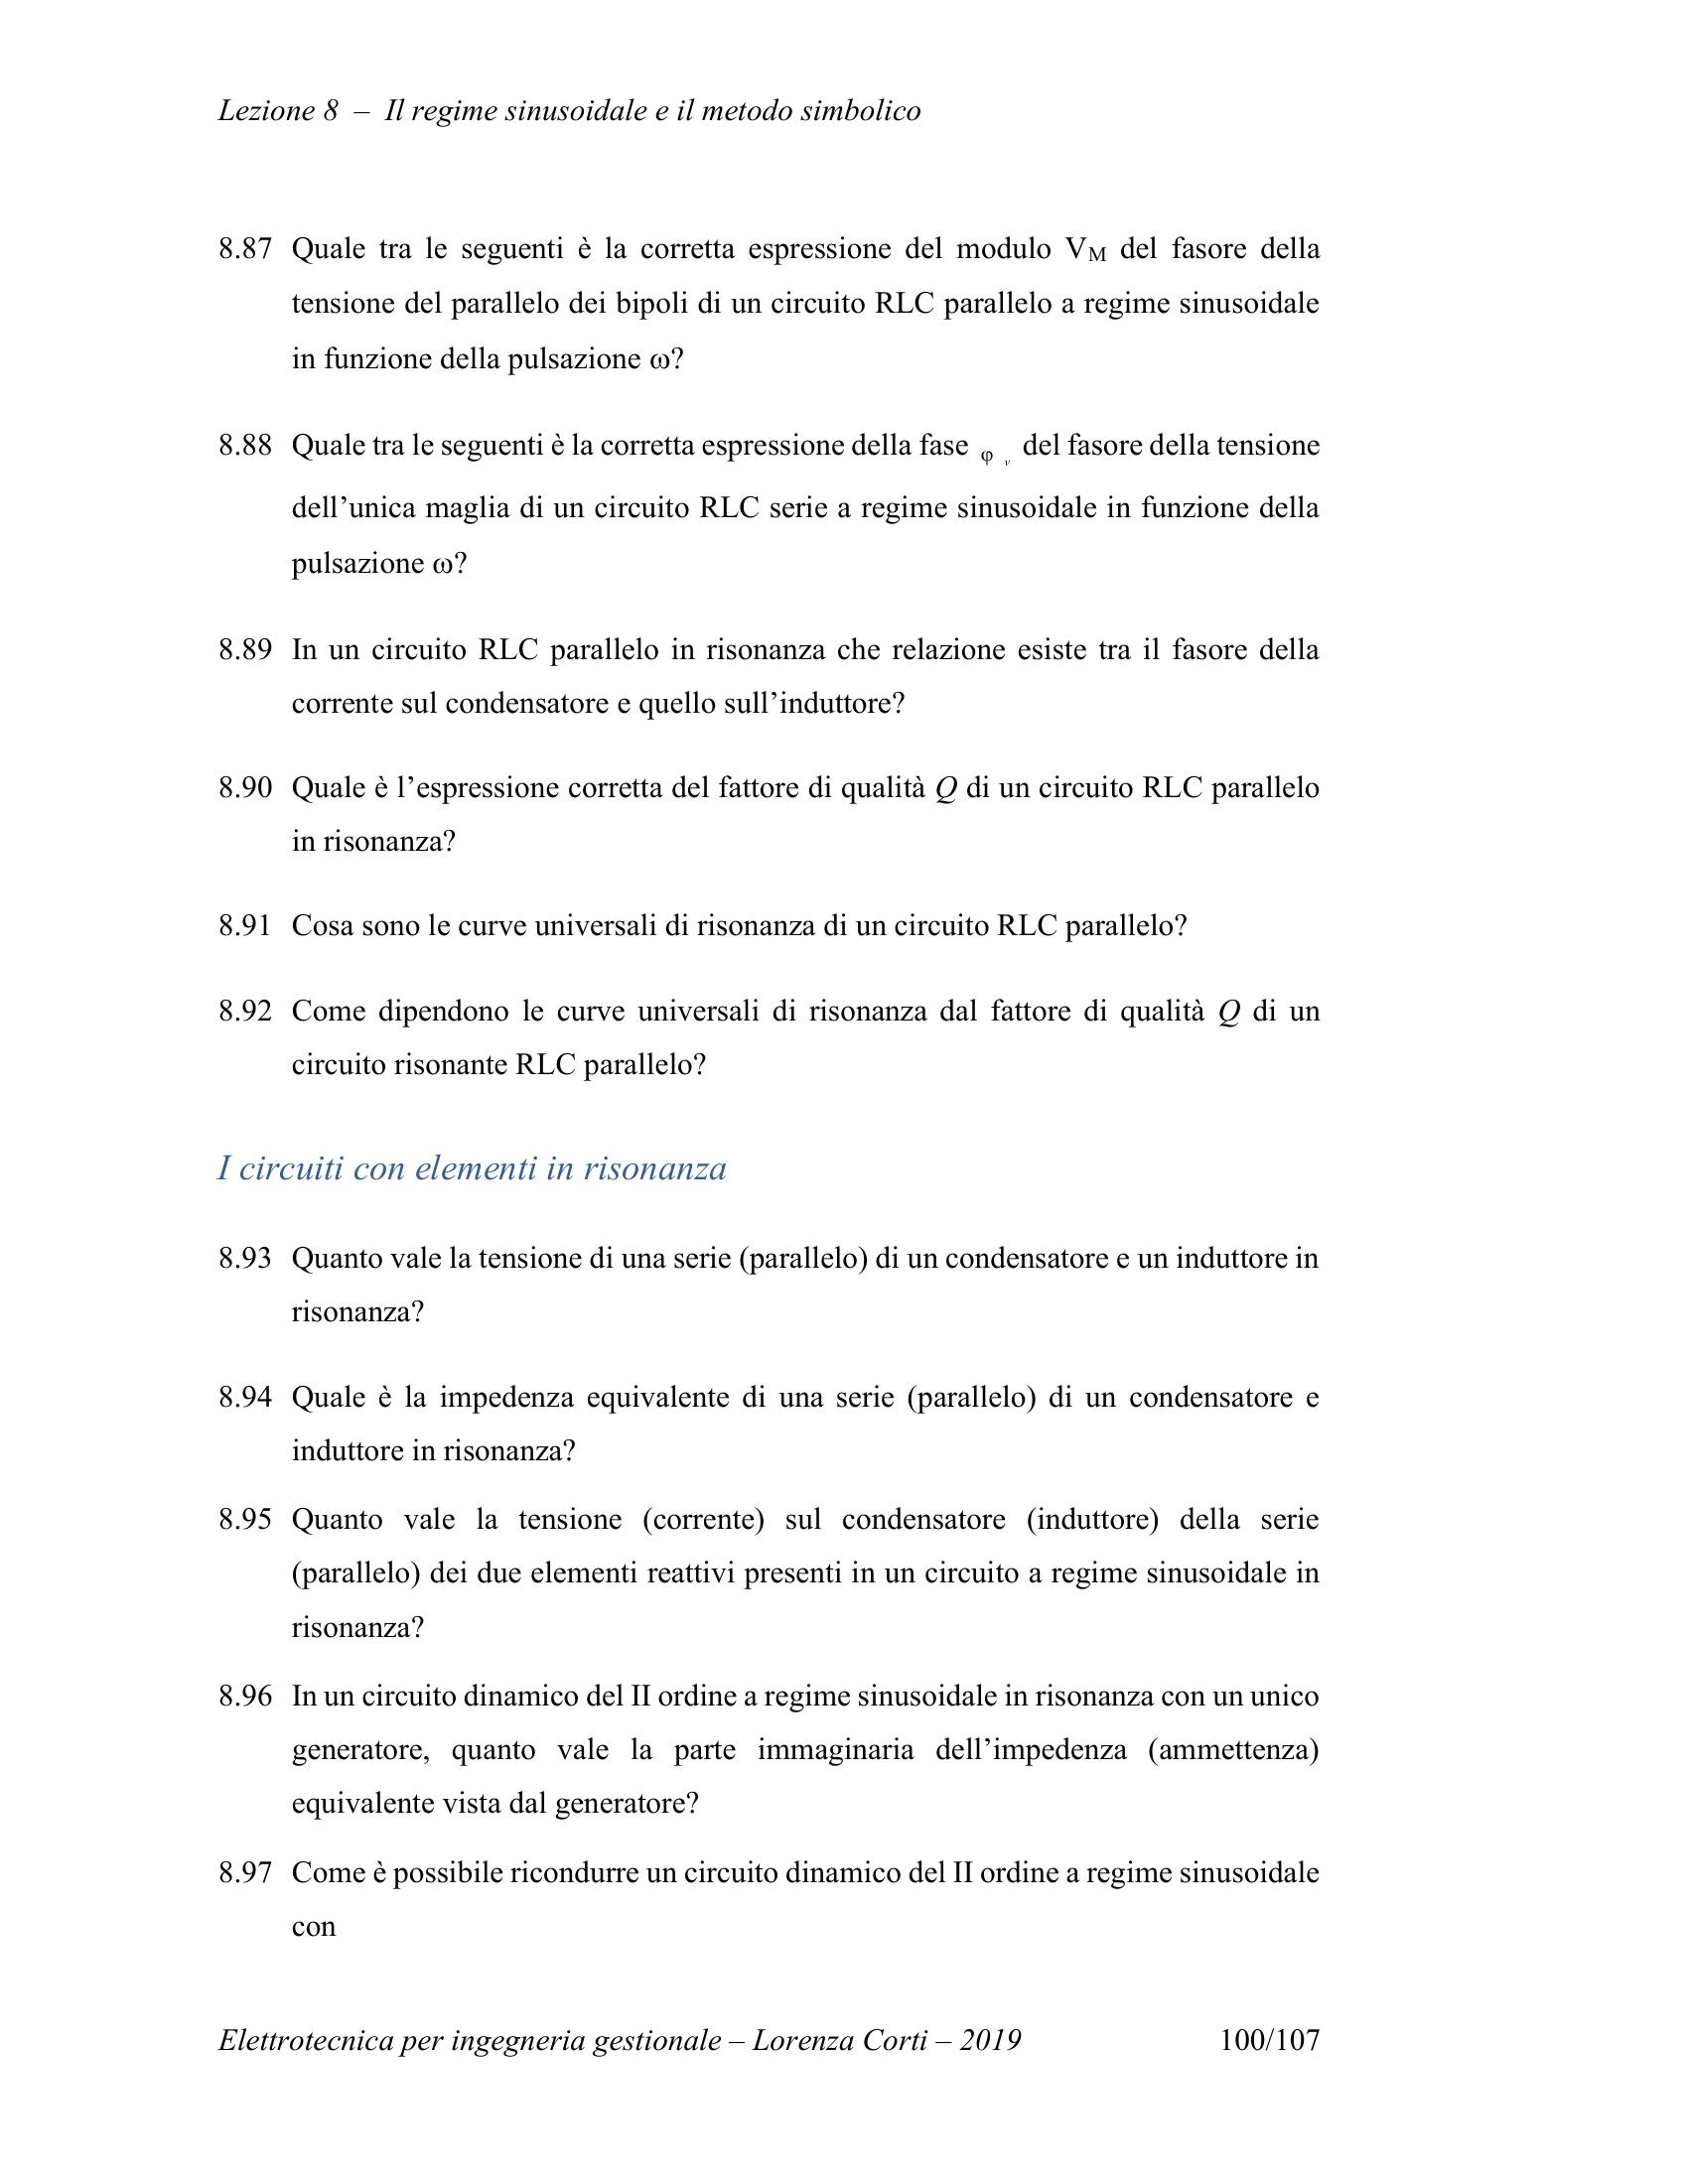 Lezione 8 – Il regime sinusoidale e il metodo simbolico
8.87 Quale tra le seguenti è la corretta espressione del modulo VM del fasore della
tensione del parallelo dei bipoli di un circuito RLC parallelo a regime sinusoidale
in funzione della pulsazione ω?
8.88 Quale tra le seguenti è la corretta espressione della fase φ v del fasore della tensione
dell’unica maglia di un circuito RLC serie a regime sinusoidale in funzione della
pulsazione ω?
8.89 In un circuito RLC parallelo in risonanza che relazione esiste tra il fasore della
corrente sul condensatore e quello sull’induttore?
8.90 Quale è l’espressione corretta del fattore di qualità Q di un circuito RLC parallelo
in risonanza?
8.91 Cosa sono le curve universali di risonanza di un circuito RLC parallelo?
8.92 Come dipendono le curve universali di risonanza dal fattore di qualità Q di un
circuito risonante RLC parallelo?
I circuiti con elementi in risonanza
8.93 Quanto vale la tensione di una serie (parallelo) di un condensatore e un induttore in
risonanza?
8.94 Quale è la impedenza equivalente di una serie (parallelo) di un condensatore e
induttore in risonanza?
8.95 Quanto vale la tensione (corrente) sul condensatore (induttore) della serie
(parallelo) dei due elementi reattivi presenti in un circuito a regime sinusoidale in
risonanza?
8.96 In un circuito dinamico del II ordine a regime sinusoidale in risonanza con un unico
generatore, quanto vale la parte immaginaria dell’impedenza (ammettenza)
equivalente vista dal generatore?
8.97 Come è possibile ricondurre un circuito dinamico del II ordine a regime sinusoidale
con
Elettrotecnica per ingegneria gestionale – Lorenza Corti – 2019 100/107